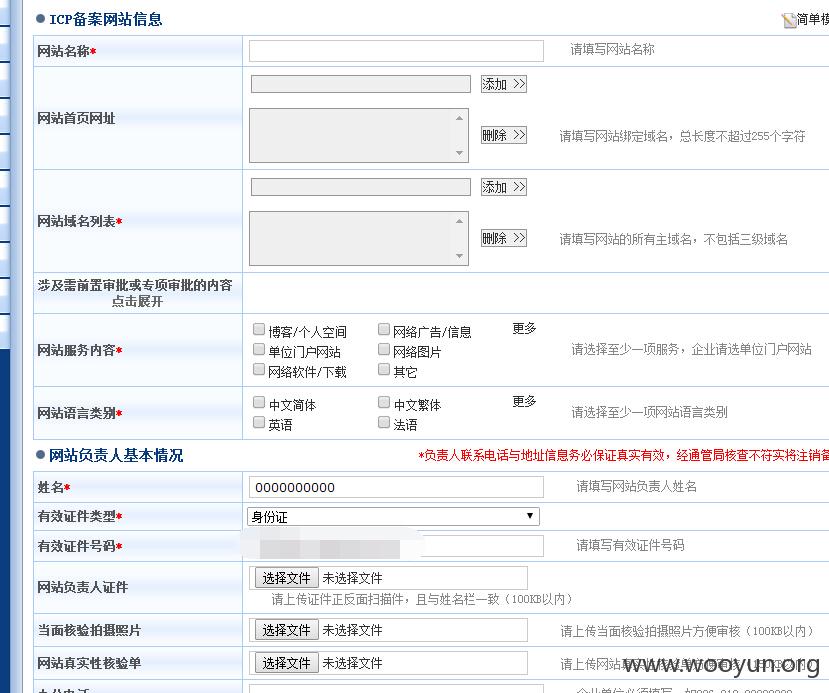 ICP备案网站信息 简单模
网站名称* 请填写网站名称
添加 >>
网站首页网址
删除 >> 请填写网站绑定域名，总长度不超过255个字符
添加 >>
网站域名列表*
删除 >> 请填写网站的所有主域名，不包括三级域名
涉及需前置审批或专项审批的内容
点击展开
博客/个人空间 网络广告/信息 更多
网站服务内容* 单位门户网站 网络图片 请选择至少一项服务，企业请选单位门户网站
网络软件/下载 其它
中文简体 中文繁体 更多
网站语言类别* 请选择至少一项网站语言类别
英语 法语
网站负责人基本情况 *负责人联系电话与地址信息务必保证真实有效，经通管局核查不符实将注销备
姓名* 0000000000 请填写网站负责人姓名
有效证件类型* 身份证
有效证件号码* 请填写有效证件号码
网站负责人证件 选择文件 未选择文件
请上传证件正反面扫描件，且与姓名栏一致（100KB以内）
当面核验拍摄照片 选择文件 未选择文件 请上传当面核验拍摄照片方便审核（100KB以内）
网站真实性核验单 选择文件 未选择文件 请上传网站
www.wooyun.org